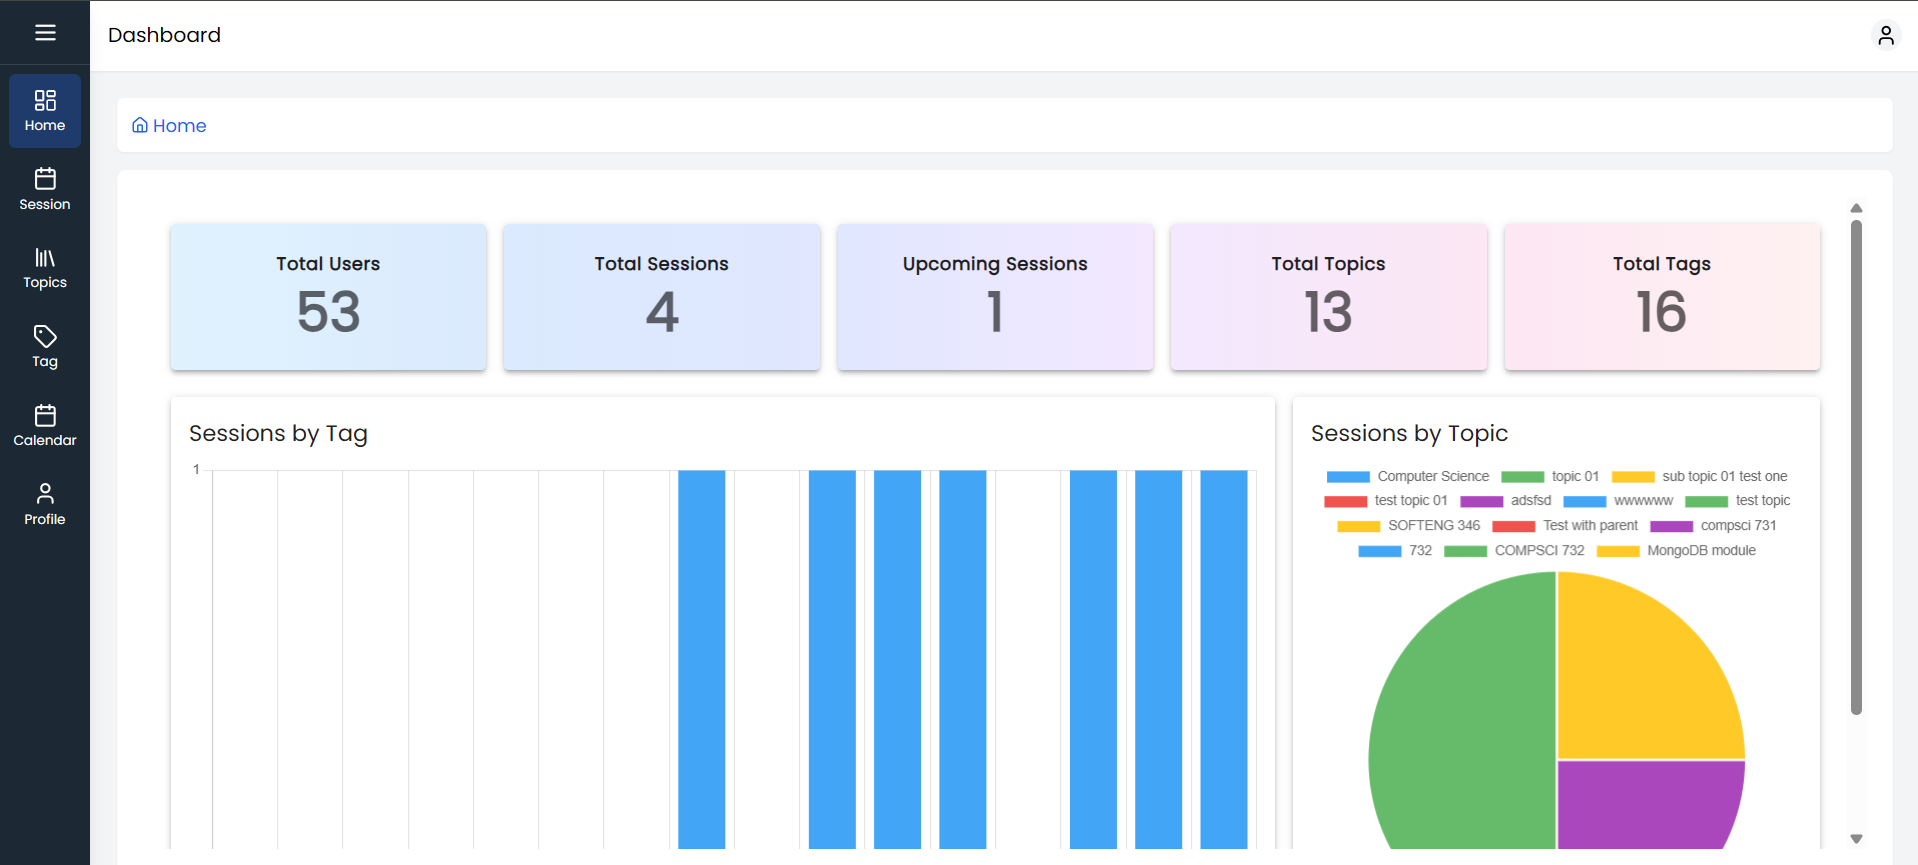 Dashboard
Home
Session
Topics
Tag
Calendar
Profile
Home
Total Users
53
Total Sessions
4
Upcoming Sessions
1
Total Topics
13
Total Tags
16
Sessions by Tag
1
Sessions by Topic
Computer Science topic 01 sub topic 01 test one
test topic 01 adsfsd wwwwww test topic
SOFTENG 346 Test with parent compsci 731
732 COMPSCI 732 MongoDB module